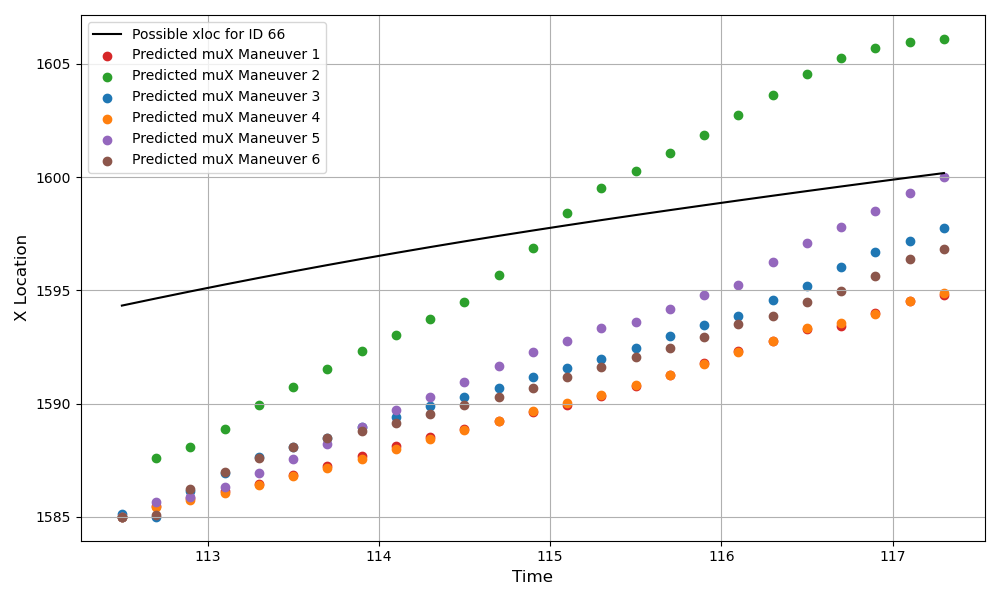 Possible xloc for ID 66
Predicted muX Maneuver 1
Predicted muX Maneuver 2
Predicted muX Maneuver 3
Predicted muX Maneuver 4
Predicted muX Maneuver 5
Predicted muX Maneuver 6
1605
1600
1595
1590
1585
X Location
113 114 115 116 117
Time